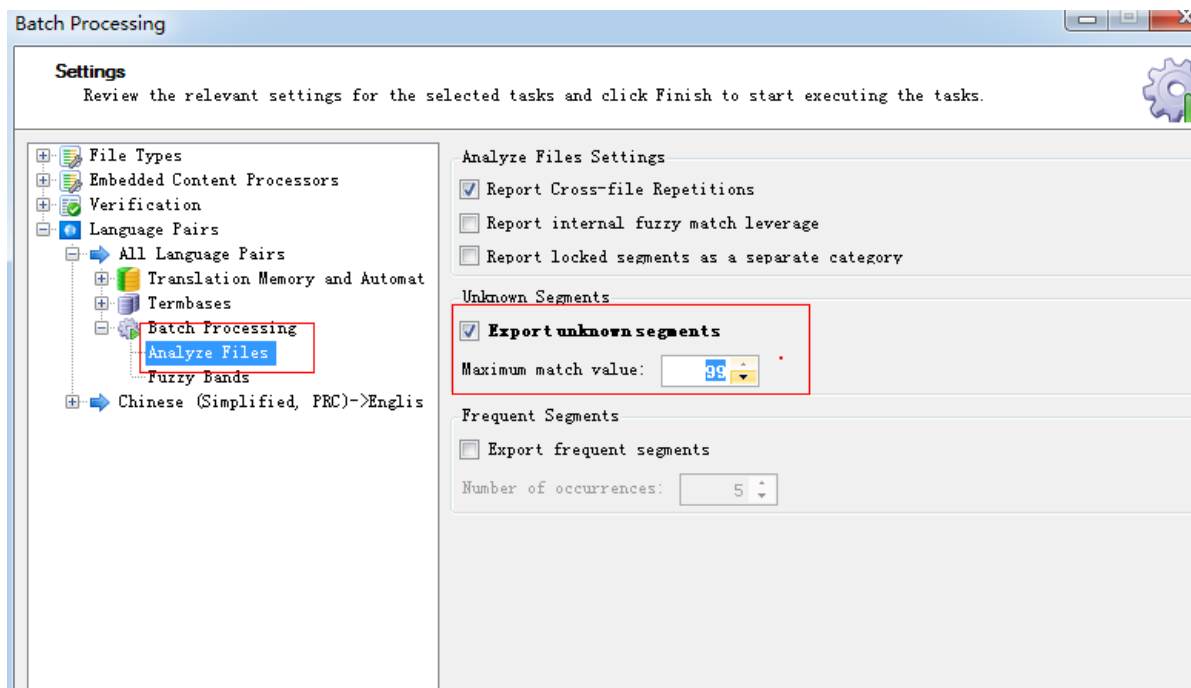 Batch Processing
Settings
Review the relevant settings for the selected tasks and click Finish to start executing the tasks.
File Types
Embedded Content Processors
Verification
Language Pairs
All Language Pairs
Translation Memory and Automat
Termbases
Batch Processing
Analyze Files
Fuzzy Bands
Chinese (Simplified, PRC)->Englis
Analyze Files Settings
Report Cross-file Repetitions
Report internal fuzzy match leverage
Report locked segments as a separate category
Unknown Segments
Export unknown segments
Maximum match value: 99
Frequent Segments
Export frequent segments
Number of occurrences: 5